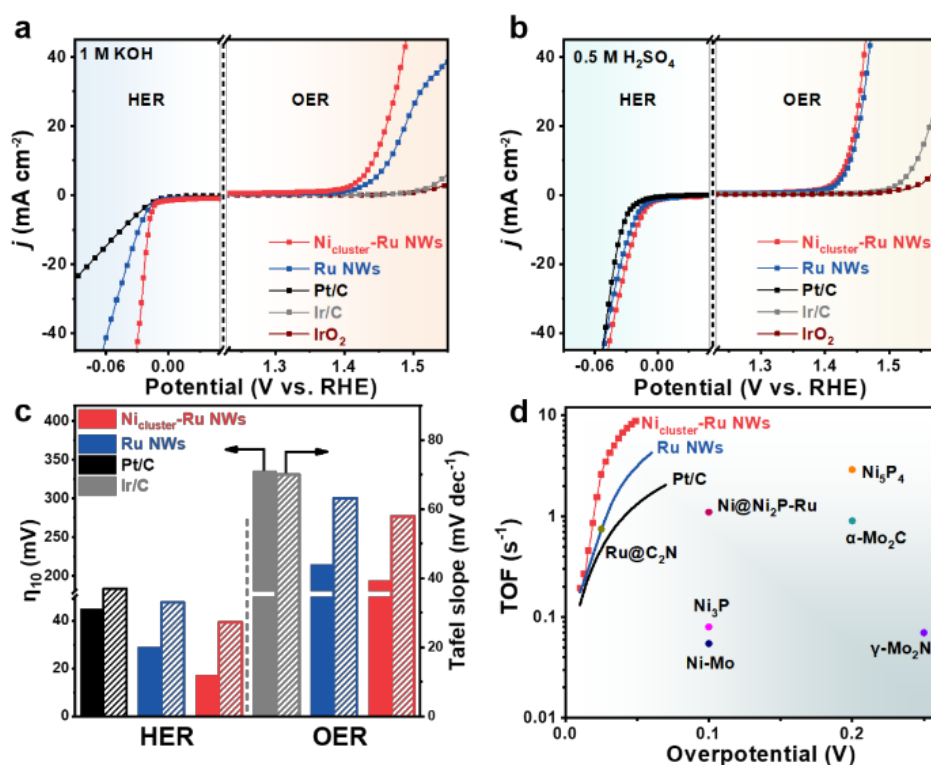 a
1 M KOH
HER
OER
40
20
0
-20
-40
j (mA cm⁻²)
Ni_cluster-Ru NWs
Ru NWs
Pt/C
Ir/C
IrO₂
-0.06
0.00
1.3
1.4
1.5
Potential (V vs. RHE)
b
0.5 M H₂SO₄
HER
OER
40
20
0
-20
-40
j (mA cm⁻²)
Ni_cluster-Ru NWs
Ru NWs
Pt/C
Ir/C
IrO₂
-0.06
0.00
1.3
1.4
1.5
Potential (V vs. RHE)
c
400
350
300
250
200
40
20
0
η₁₀ (mV)
Ni_cluster-Ru NWs
Ru NWs
Pt/C
Ir/C
80
60
40
20
0
Tafel slope (mV dec⁻¹)
HER
OER
d
10
1
0.1
0.01
TOF (s⁻¹)
Ni_cluster-Ru NWs
Ru NWs
Pt/C
Ni₅P₄
Ni@Ni₂P-Ru
α-Mo₂C
Ru@C₂N
Ni₃P
Ni-Mo
γ-Mo₂N
0.0
0.1
0.2
Overpotential (V)